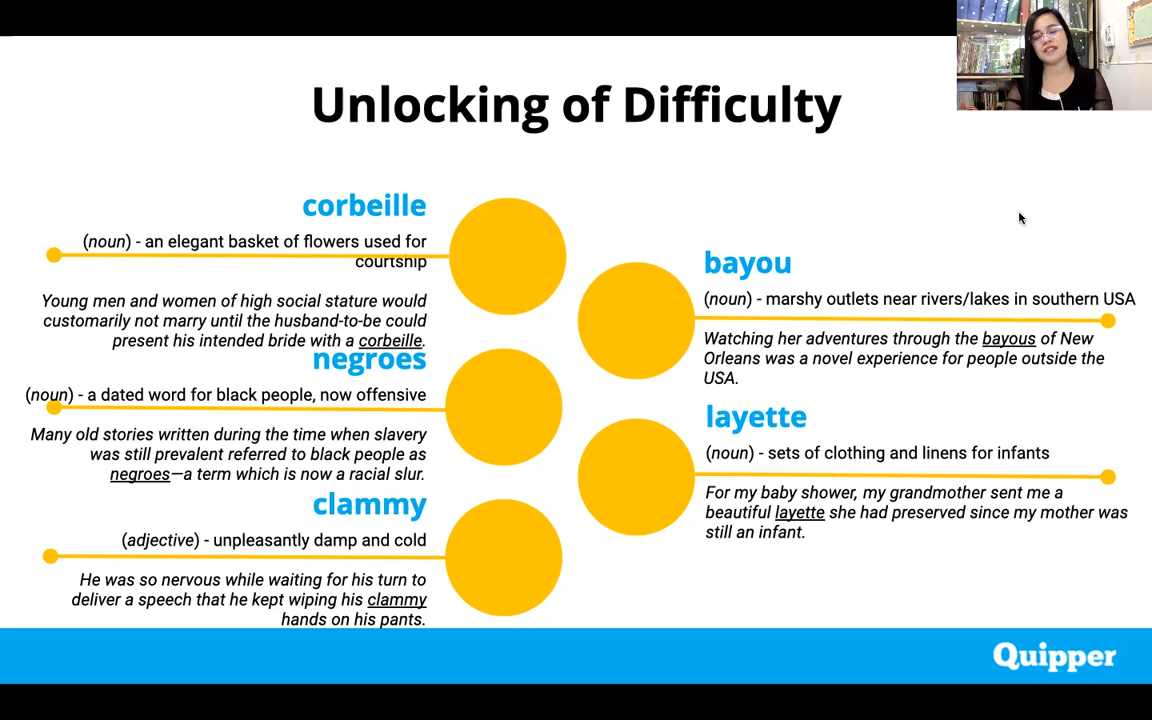 Unlocking of Difficulty
corbeille
(noun) - an elegant basket of flowers used for
courtship
Young men and women of high social stature would
customarily not marry until the husband-to-be could
present his intended bride with a corbeille.
negroes
(noun) - a dated word for black people, now offensive
Many old stories written during the time when slavery
was still prevalent referred to black people as
negroes—a term which is now a racial slur.
clammy
(adjective) - unpleasantly damp and cold
He was so nervous while waiting for his turn to
deliver a speech that he kept wiping his clammy
hands on his pants.
bayou
(noun) - marshy outlets near rivers/lakes in southern USA
Watching her adventures through the bayous of New
Orleans was a novel experience for people outside the
USA.
layette
(noun) - sets of clothing and linens for infants
For my baby shower, my grandmother sent me a
beautiful layette she had preserved since my mother was
still an infant.
Quipper